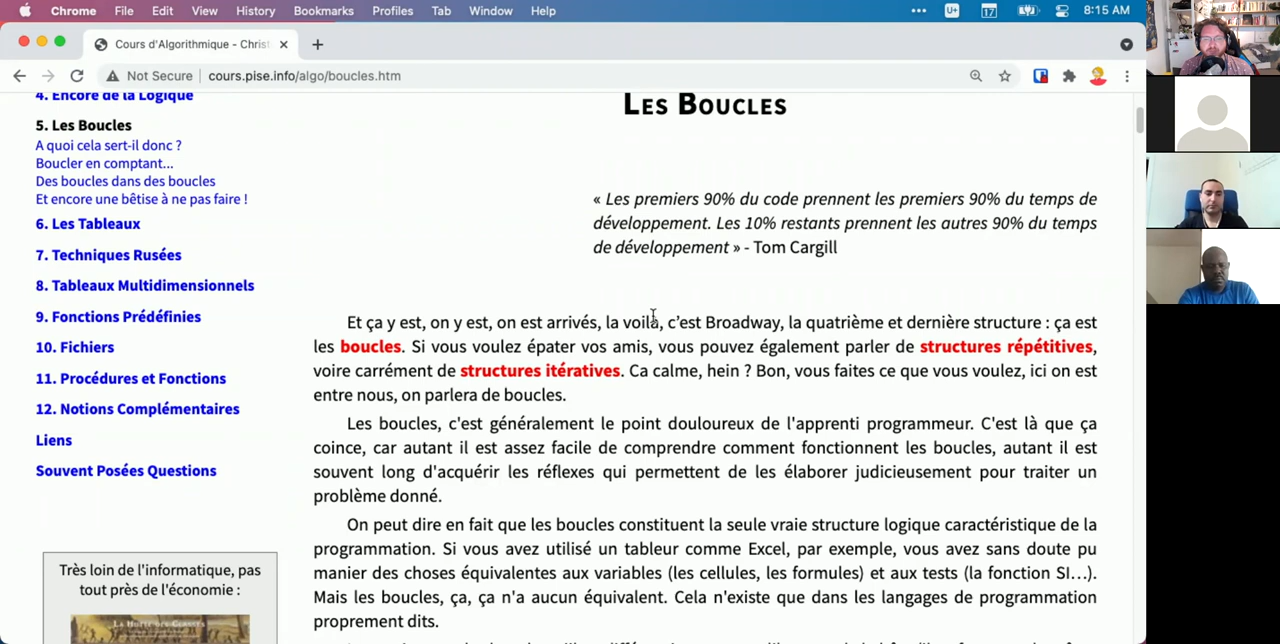 Chrome File Edit View History Bookmarks Profiles Tab Window Help 17 8:15 AM
Cours d'Algorithmique - Christ
Not Secure cours.pise.info/algo/boucles.htm
4. Encore de la Logique
5. Les Boucles
A quoi cela sert-il donc ?
Boucler en comptant...
Des boucles dans des boucles
Et encore une bêtise à ne pas faire !
6. Les Tableaux
7. Techniques Rusées
8. Tableaux Multidimensionnels
9. Fonctions Prédéfinies
10. Fichiers
11. Procédures et Fonctions
12. Notions Complémentaires
Liens
Souvent Posées Questions
Très loin de l'informatique, pas
tout près de l'économie :
LES BOUCLES
« Les premiers 90% du code prennent les premiers 90% du temps de
développement. Les 10% restants prennent les autres 90% du temps
de développement » - Tom Cargill
Et ça y est, on y est, on est arrivés, la voilà, c’est Broadway, la quatrième et dernière structure : ça est
les boucles. Si vous voulez épater vos amis, vous pouvez également parler de structures répétitives,
voire carrément de structures itératives. Ca calme, hein ? Bon, vous faites ce que vous voulez, ici on est
entre nous, on parlera de boucles.
Les boucles, c'est généralement le point douloureux de l'apprenti programmeur. C'est là que ça
coince, car autant il est assez facile de comprendre comment fonctionnent les boucles, autant il est
souvent long d'acquérir les réflexes qui permettent de les élaborer judicieusement pour traiter un
problème donné.
On peut dire en fait que les boucles constituent la seule vraie structure logique caractéristique de la
programmation. Si vous avez utilisé un tableur comme Excel, par exemple, vous avez sans doute pu
manier des choses équivalentes aux variables (les cellules, les formules) et aux tests (la fonction SI…).
Mais les boucles, ça, ça n'a aucun équivalent. Cela n'existe que dans les langages de programmation
proprement dits.